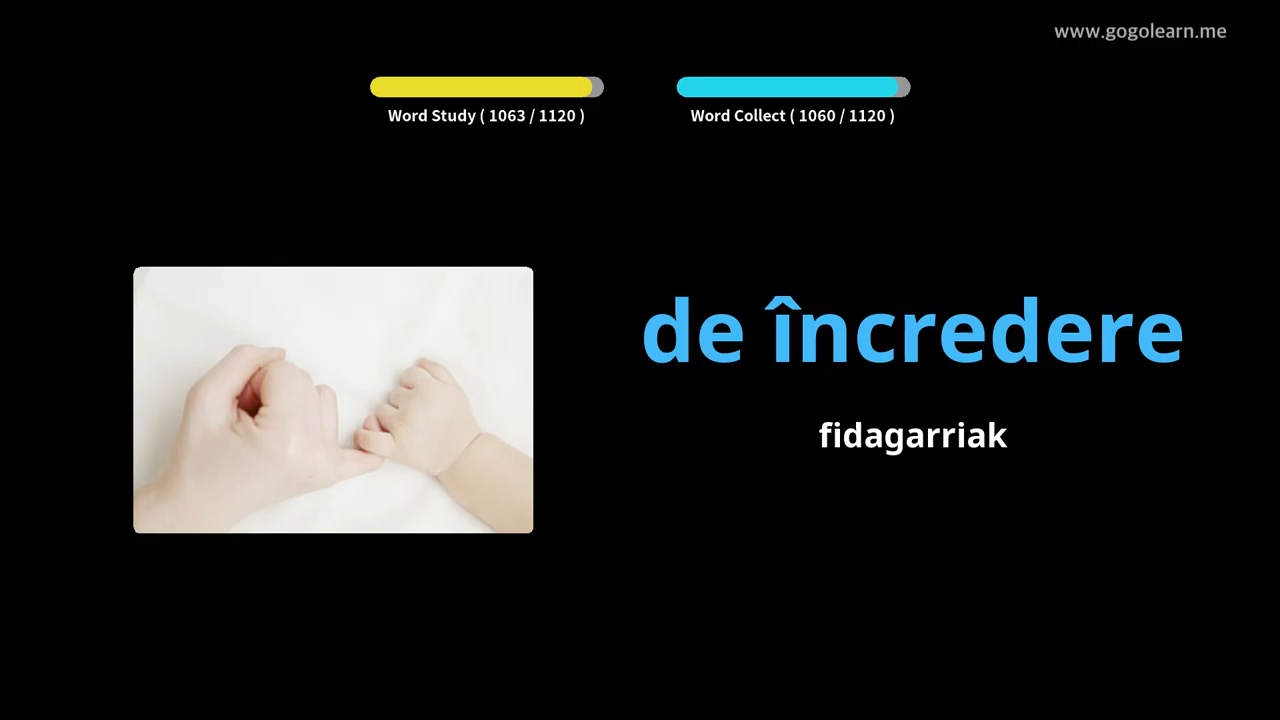 www.gogolearn.me
Word Study ( 1063 / 1120 )
Word Collect ( 1060 / 1120 )
de încredere
fidagarriak